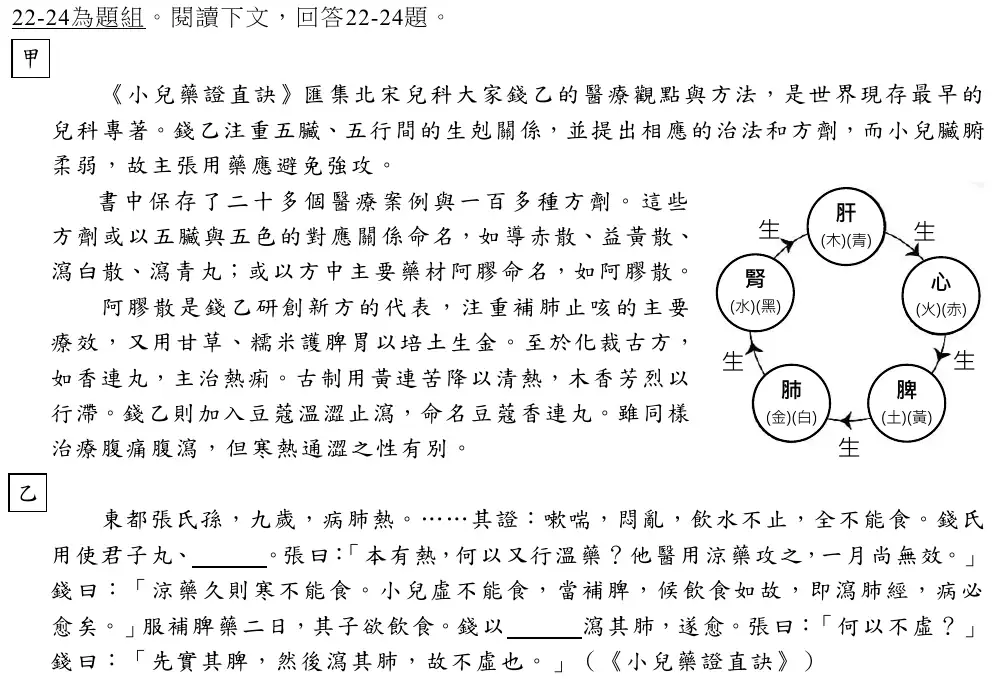 22-24為題組。閱讀下文，回答22-24題。
甲
《小兒藥證直訣》匯集北宋兒科大家錢乙的醫療觀點與方法，是世界現存最早的
兒科專著。錢乙注重五臟、五行間的生剋關係，並提出相應的治法和方劑，而小兒臟腑
柔弱，故主張用藥應避免強攻。
書中保存了二十多個醫療案例與一百多種方劑。這些
方劑或以五臟與五色的對應關係命名，如導赤散、益黃散、
瀉白散、瀉青丸；或以方中主要藥材阿膠命名，如阿膠散。
阿膠散是錢乙研創新方的代表，注重補肺止咳的主要
療效，又用甘草、糯米護脾胃以培土生金。至於化裁古方，
如香連丸，主治熱痢。古制用黃連苦降以清熱，木香芳烈以
行滯。錢乙則加入豆蔻溫澀止瀉，命名豆蔻香連丸。雖同樣
治療腹痛腹瀉，但寒熱通澀之性有別。
肝
(木)(青)
生
心
(火)(赤)
生
脾
(土)(黃)
生
肺
(金)(白)
生
腎
(水)(黑)
生
乙
東都張氏孫，九歲，病肺熱。……其證：嗽喘，悶亂，飲水不止，全不能食。錢氏
用使君子丸、______。張曰：「本有熱，何以又行溫藥？他醫用涼藥攻之，一月尚無效。」
錢曰：「涼藥久則寒不能食。小兒虛不能食，當補脾，候飲食如故，即瀉肺經，病必
愈矣。」服補脾藥二日，其子欲飲食。錢以______瀉其肺，遂愈。張曰：「何以不虛？」
錢曰：「先實其脾，然後瀉其肺，故不虛也。」（《小兒藥證直訣》）